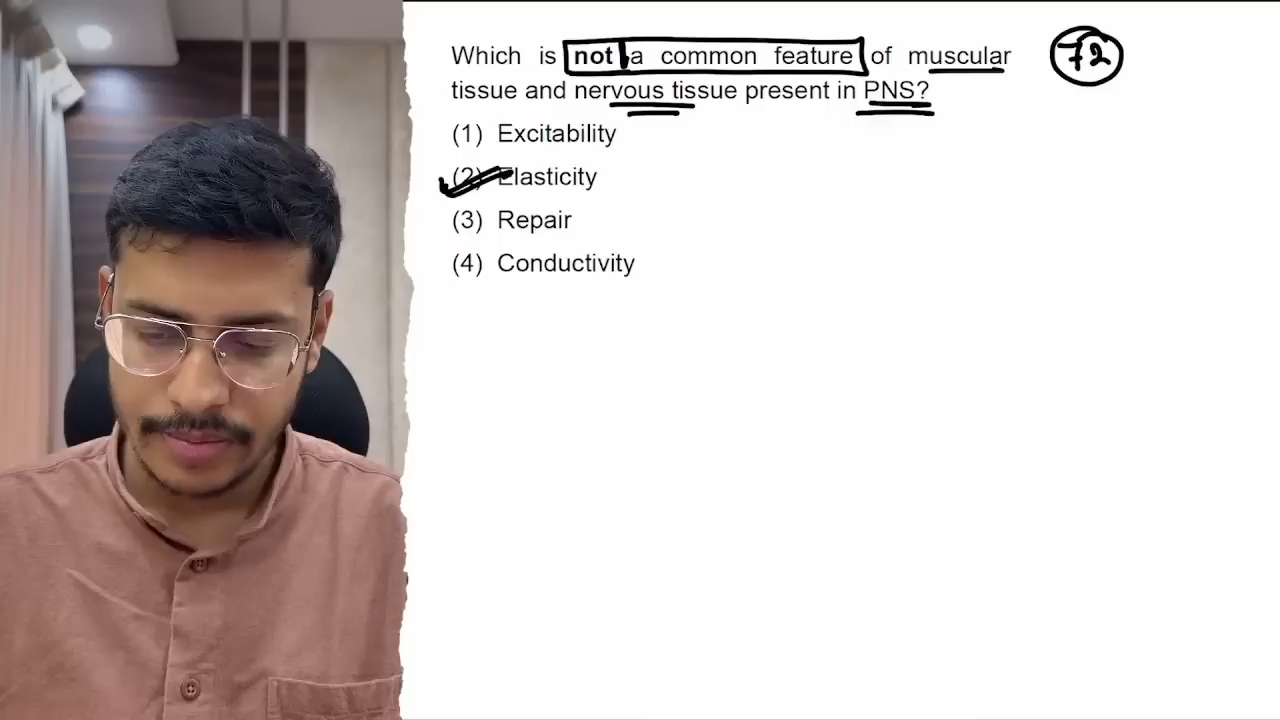 Which is not a common feature of muscular
tissue and nervous tissue present in PNS?
72
(1) Excitability
(2) Elasticity
(3) Repair
(4) Conductivity